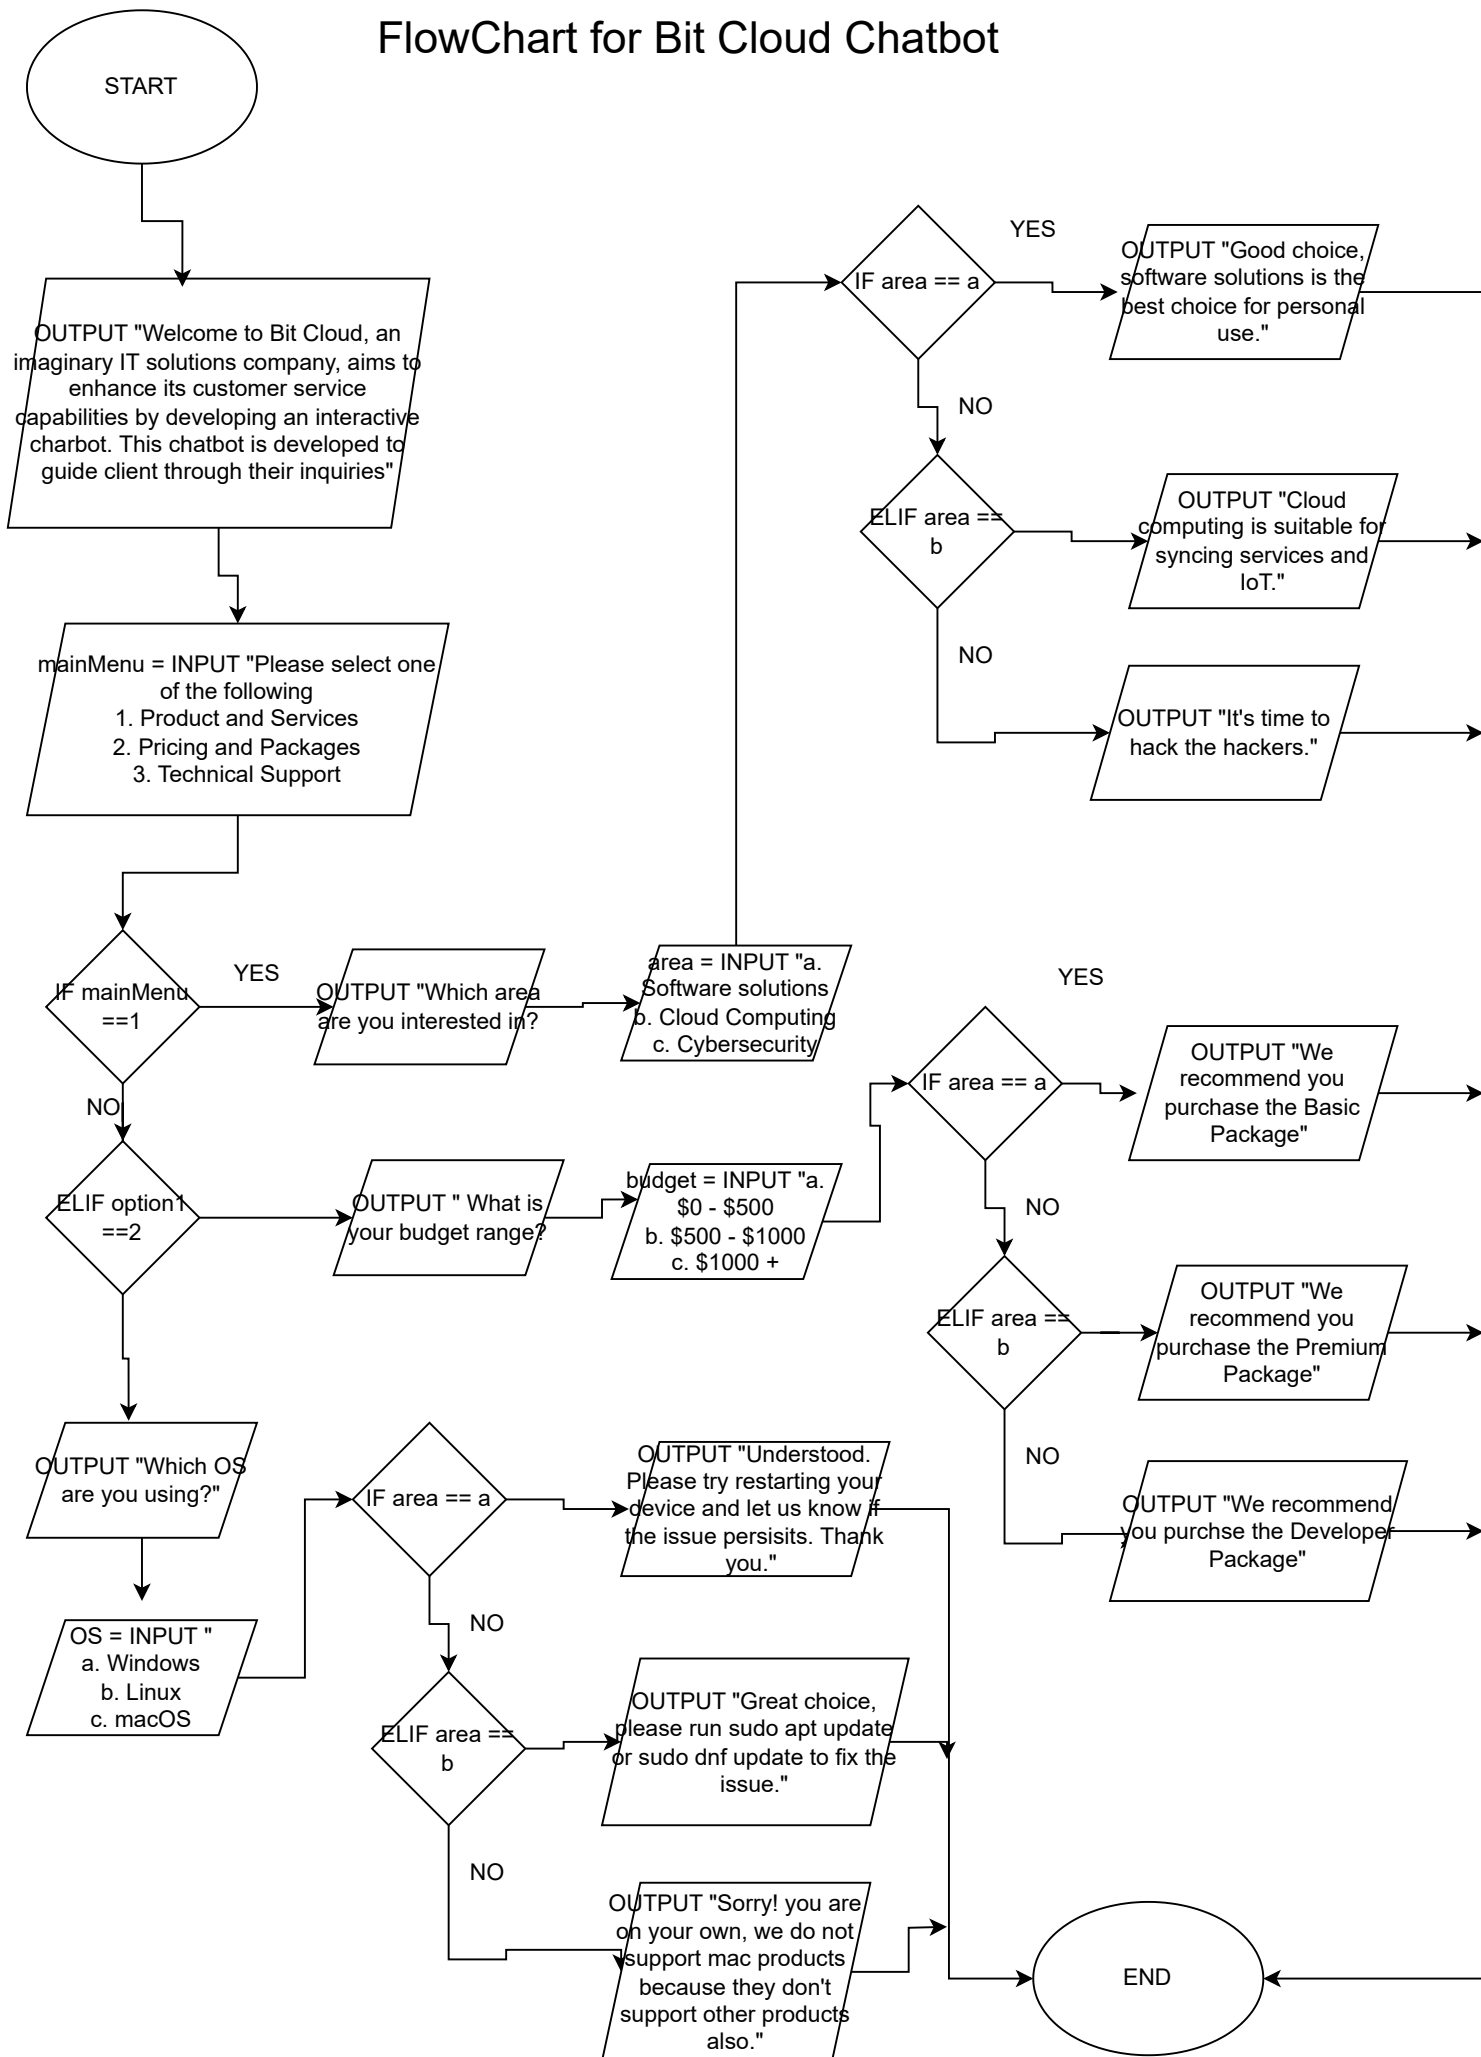 FlowChart for Bit Cloud Chatbot
START
OUTPUT "Welcome to Bit Cloud, an
imaginary IT solutions company, aims to
enhance its customer service
capabilities by developing an interactive
charbot. This chatbot is developed to
guide client through their inquiries"
mainMenu = INPUT "Please select one
of the following
1. Product and Services
2. Pricing and Packages
3. Technical Support
IF mainMenu
==1
YES
OUTPUT "Which area
are you interested in?
area = INPUT "a.
Software solutions
b. Cloud Computing
c. Cybersecurity
IF area == a
YES
OUTPUT "Good choice,
software solutions is the
best choice for personal
use."
NO
ELIF area ==
b
OUTPUT "Cloud
computing is suitable for
syncing services and
IoT."
NO
OUTPUT "It's time to
hack the hackers."
NO
ELIF option1
==2
OUTPUT " What is
your budget range?
budget = INPUT "a.
$0 - $500
b. $500 - $1000
c. $1000 +
IF area == a
YES
OUTPUT "We
recommend you
purchase the Basic
Package"
NO
ELIF area ==
b
OUTPUT "We
recommend you
purchase the Premium
Package"
NO
OUTPUT "We recommend
you purchse the Developer
Package"
OUTPUT "Which OS
are you using?"
OS = INPUT "
a. Windows
b. Linux
c. macOS
IF area == a
OUTPUT "Understood.
Please try restarting your
device and let us know if
the issue persisits. Thank
you."
NO
ELIF area ==
b
OUTPUT "Great choice,
please run sudo apt update
or sudo dnf update to fix the
issue."
NO
OUTPUT "Sorry! you are
on your own, we do not
support mac products
because they don't
support other products
also."
END